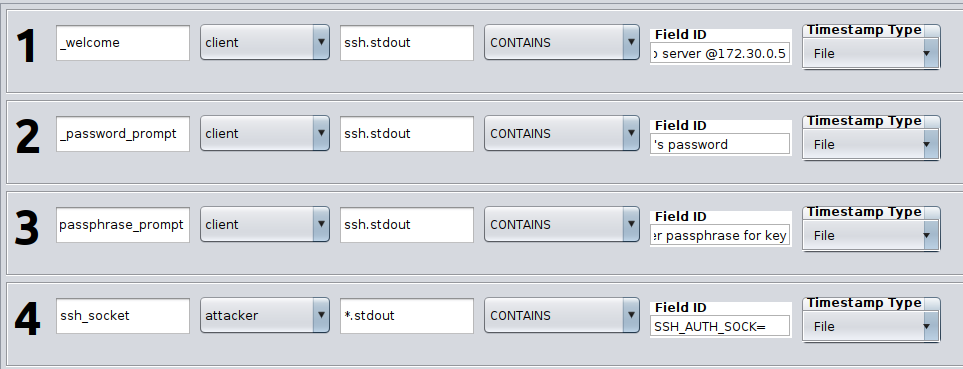 1 _welcome client ssh.stdout CONTAINS Field ID server @172.30.0.5 Timestamp Type File
2 _password_prompt client ssh.stdout CONTAINS Field ID 's password Timestamp Type File
3 passphrase_prompt client ssh.stdout CONTAINS Field ID passphrase for key Timestamp Type File
4 ssh_socket attacker *.stdout CONTAINS Field ID SSH_AUTH_SOCK= Timestamp Type File